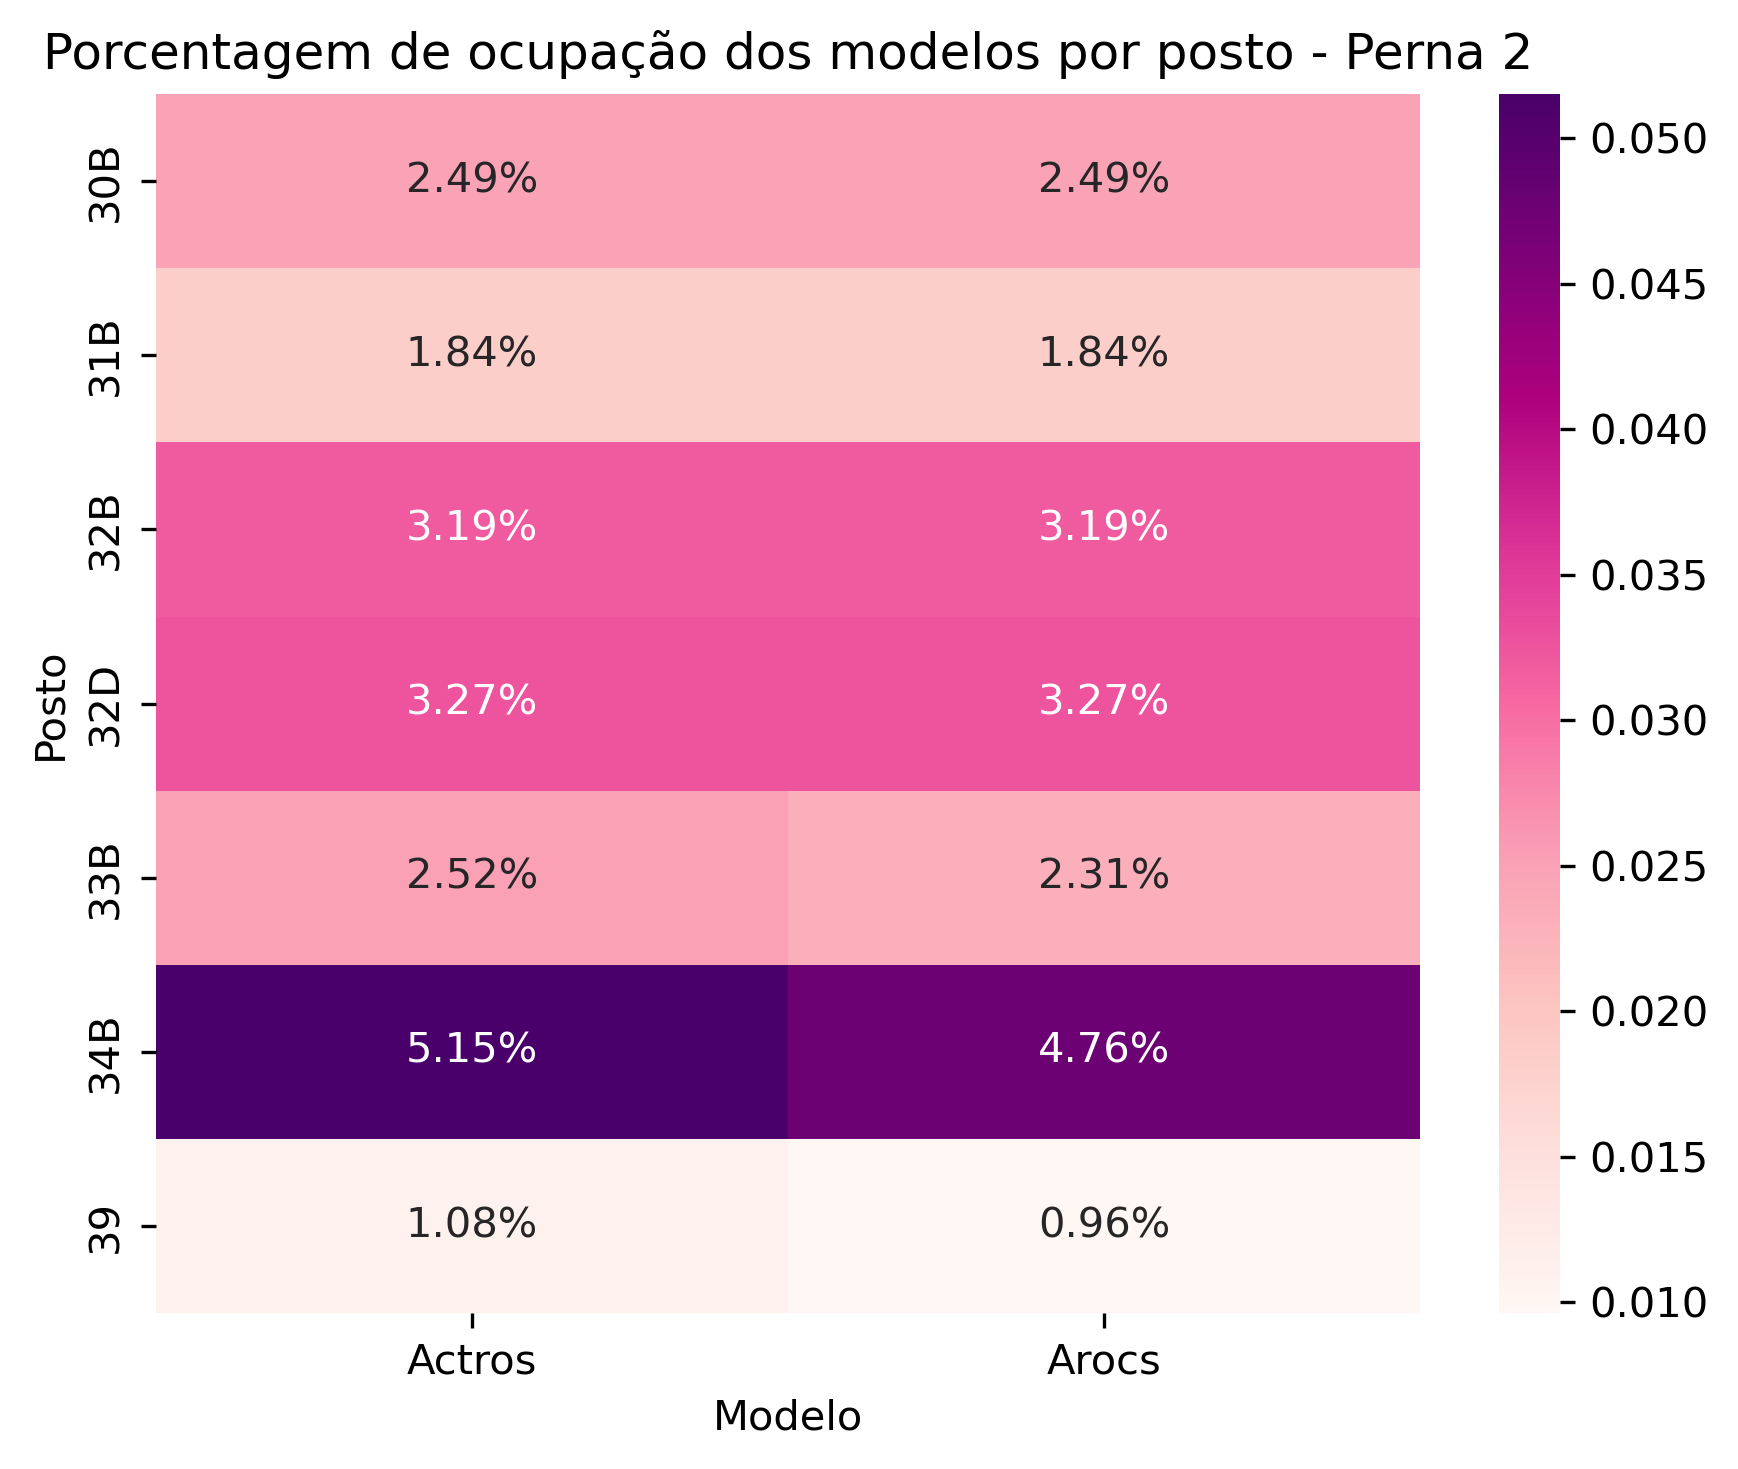 Porcentagem de ocupação dos modelos por posto - Perna 2
30B
2.49%
2.49%
31B
1.84%
1.84%
32B
3.19%
3.19%
32D
3.27%
3.27%
33B
2.52%
2.31%
34B
5.15%
4.76%
39
1.08%
0.96%
Posto
Actros
Arocs
Modelo
0.050
0.045
0.040
0.035
0.030
0.025
0.020
0.015
0.010